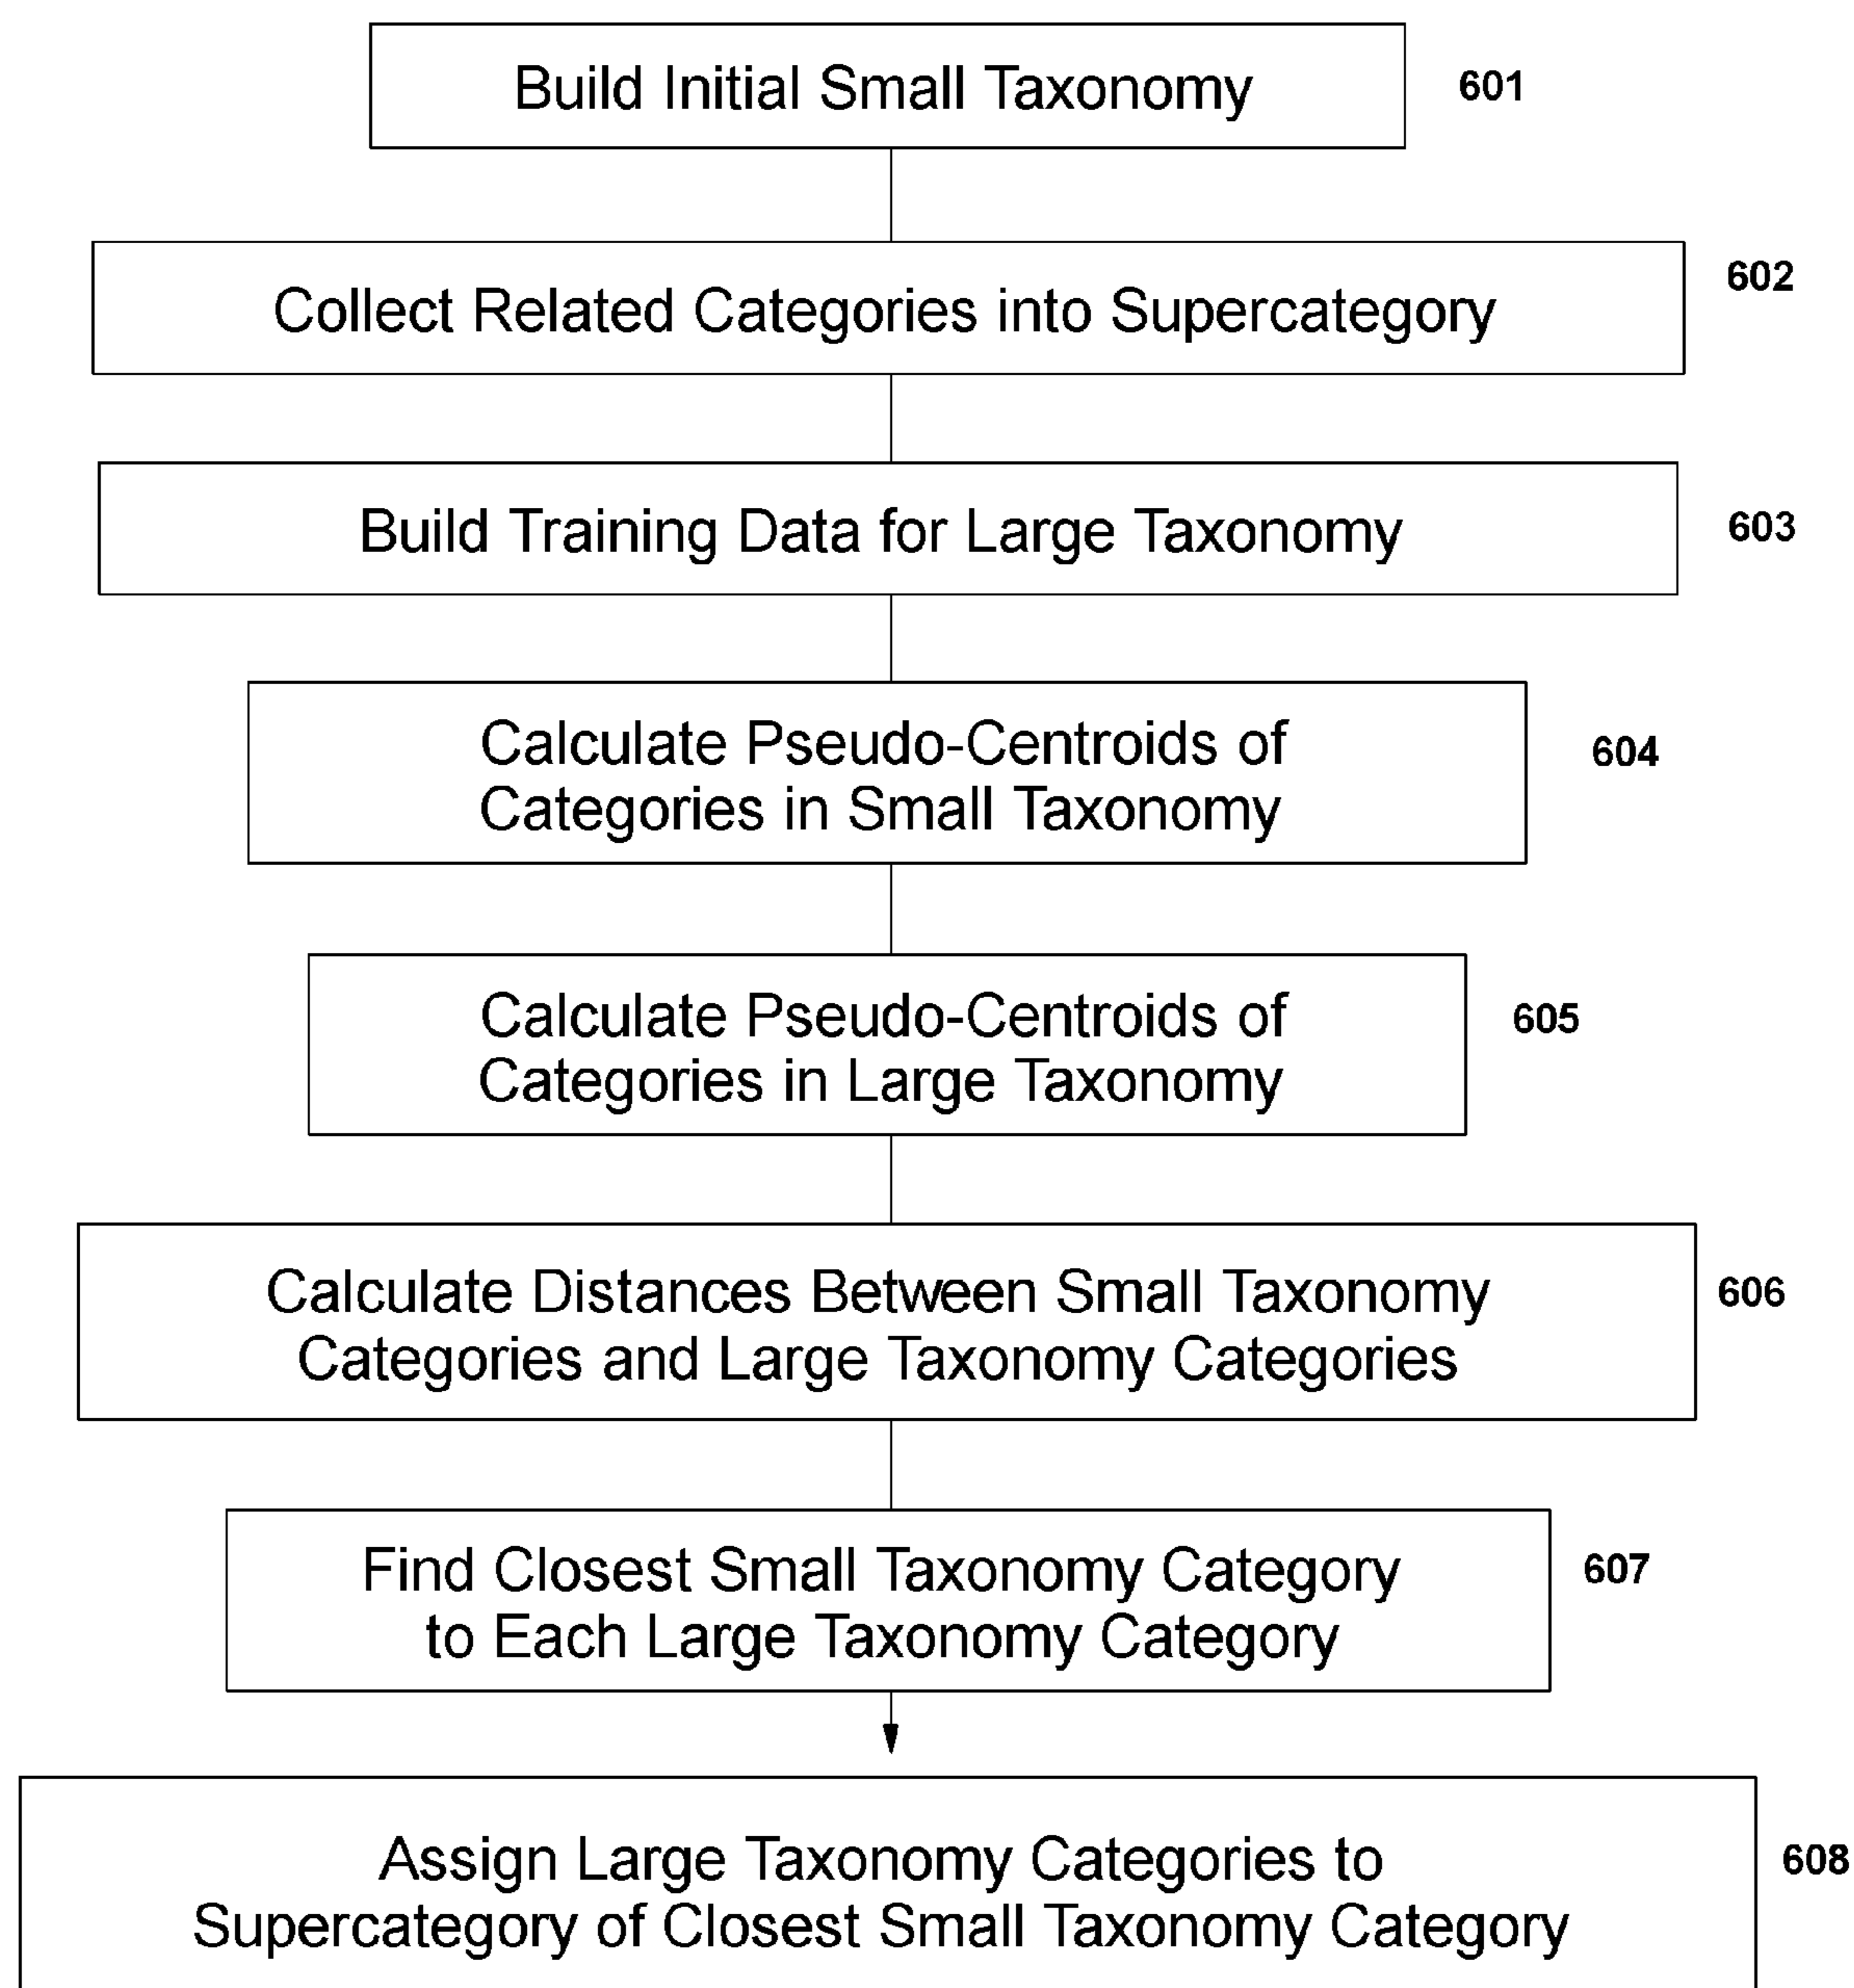 Build Initial Small Taxonomy
601
Collect Related Categories into Supercategory
602
Build Training Data for Large Taxonomy
603
Calculate Pseudo-Centroids of
Categories in Small Taxonomy
604
Calculate Pseudo-Centroids of
Categories in Large Taxonomy
605
Calculate Distances Between Small Taxonomy
Categories and Large Taxonomy Categories
606
Find Closest Small Taxonomy Category
to Each Large Taxonomy Category
607
Assign Large Taxonomy Categories to
Supercategory of Closest Small Taxonomy Category
608